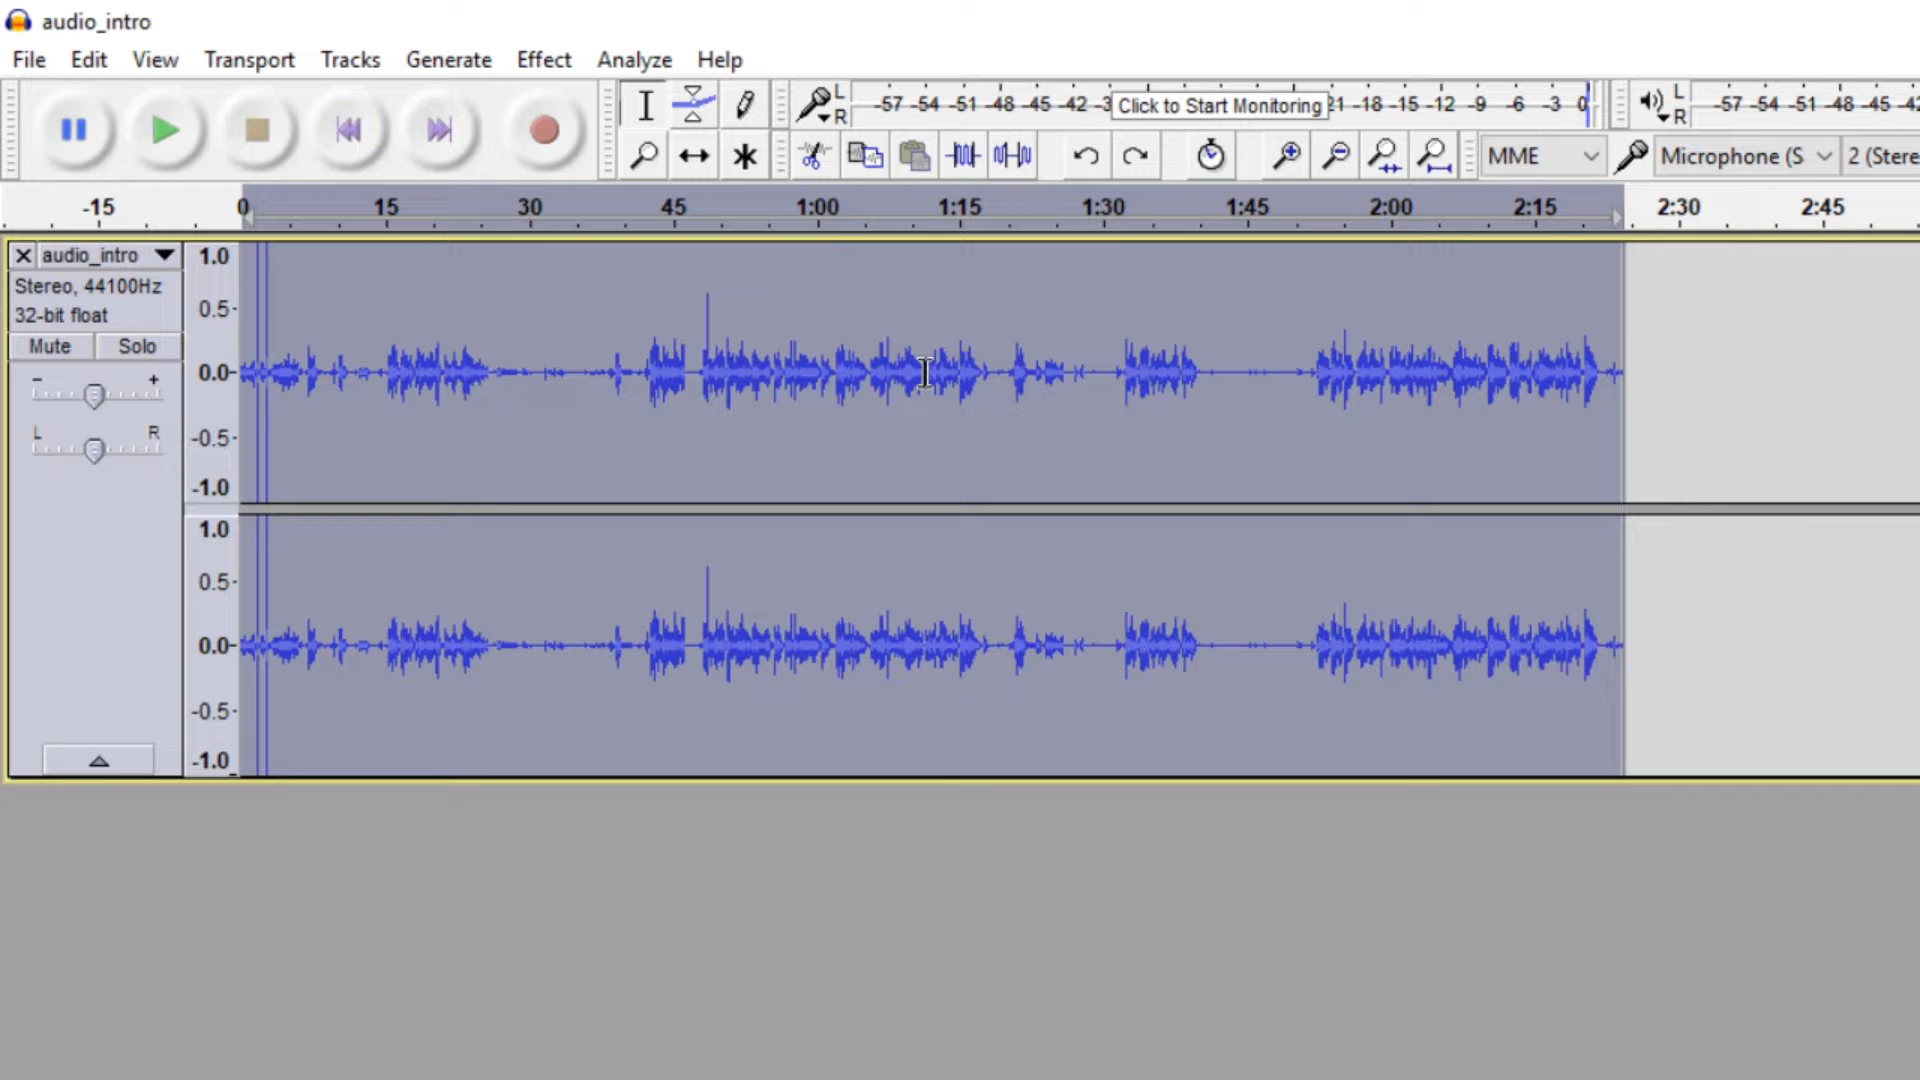 audio_intro
File Edit View Transport Tracks Generate Effect Analyze Help
L
R
-57 -54 -51 -48 -45 -42 -3 Click to Start Monitoring 21 -18 -15 -12 -9 -6 -3 0
L
R
-57 -54 -51 -48 -45 -42
MME Microphone (S 2 (Stere
-15 0 15 30 45 1:00 1:15 1:30 1:45 2:00 2:15 2:30 2:45
audio_intro
Stereo, 44100Hz
32-bit float
Mute Solo
- +
L R
1.0
0.5
0.0
-0.5
-1.0
1.0
0.5
0.0
-0.5
-1.0